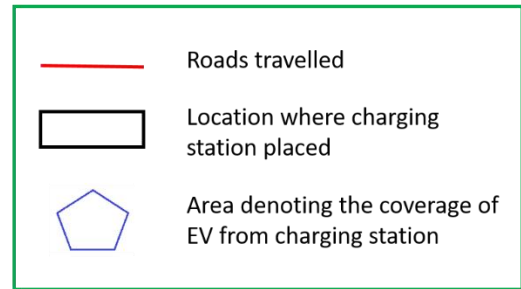 Roads travelled
Location where charging
station placed
Area denoting the coverage of
EV from charging station